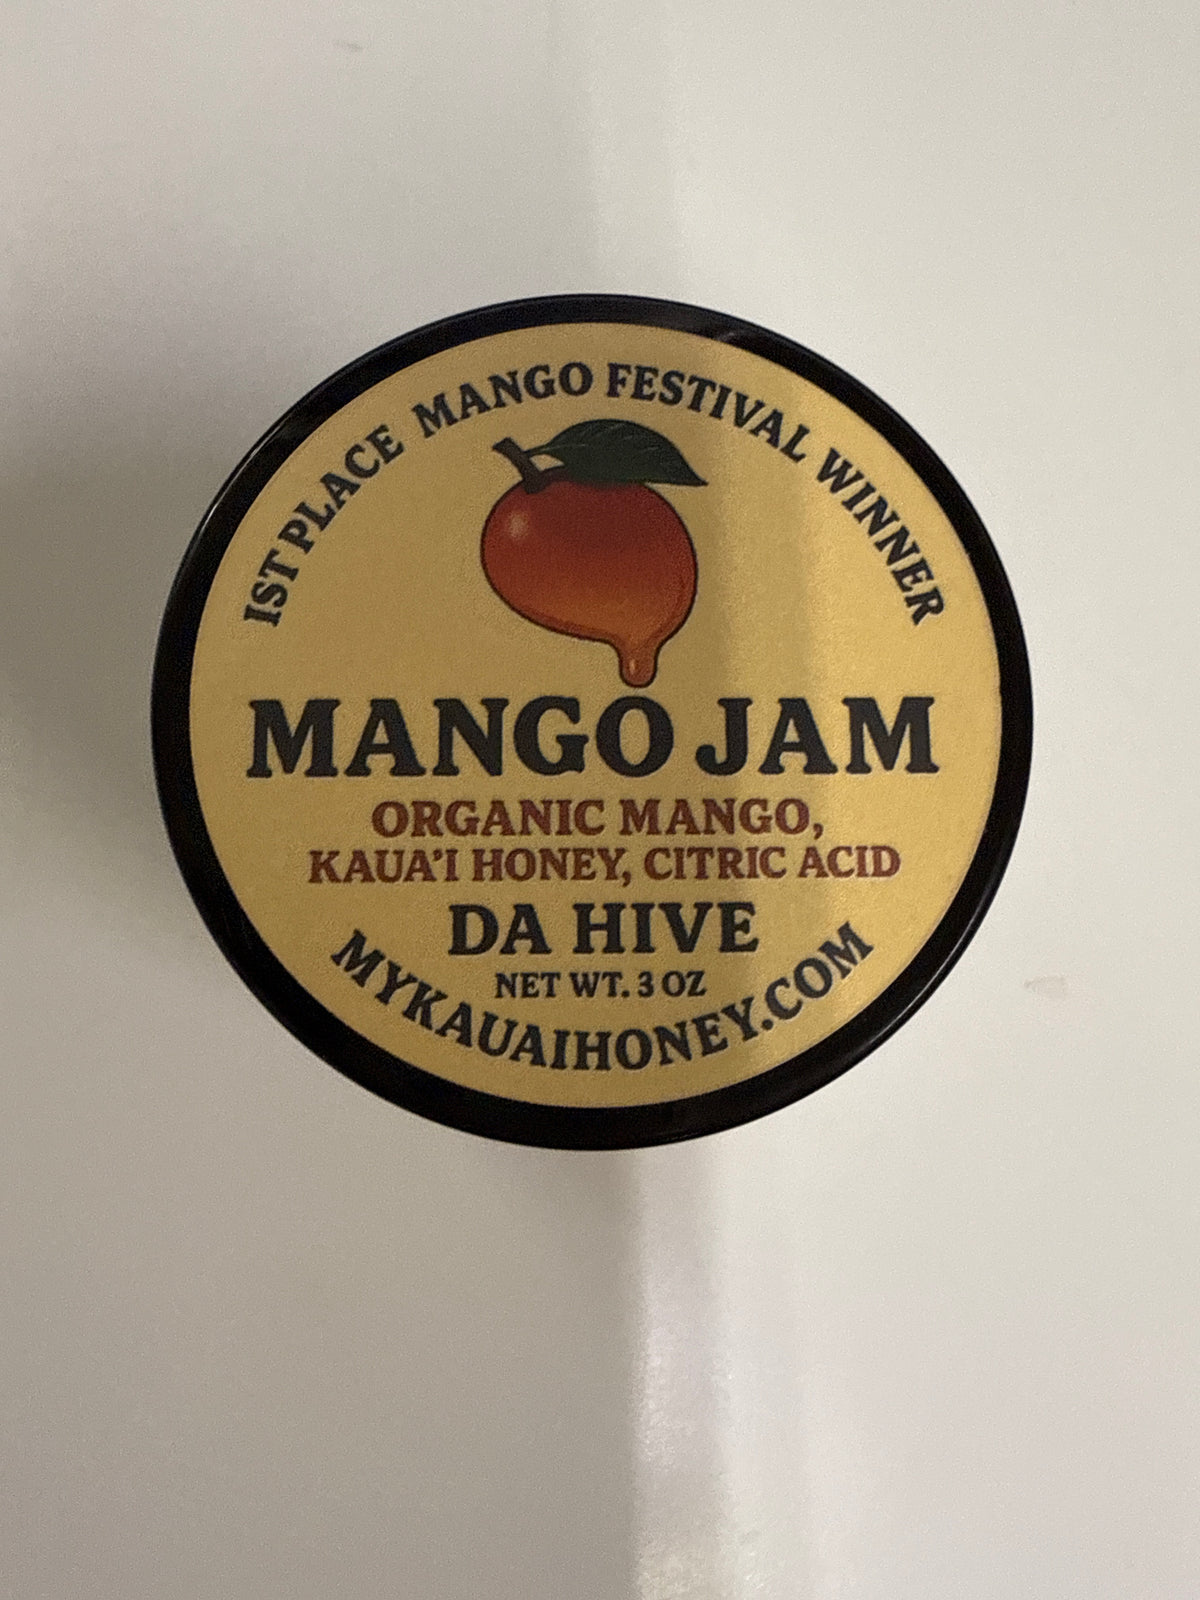 1ST PLACE MANGO FESTIVAL WINNER
MANGO JAM
ORGANIC MANGO,
KAUA'I HONEY, CITRIC ACID
DA HIVE
NET WT. 3 OZ
MYKAUAIHONEY.COM